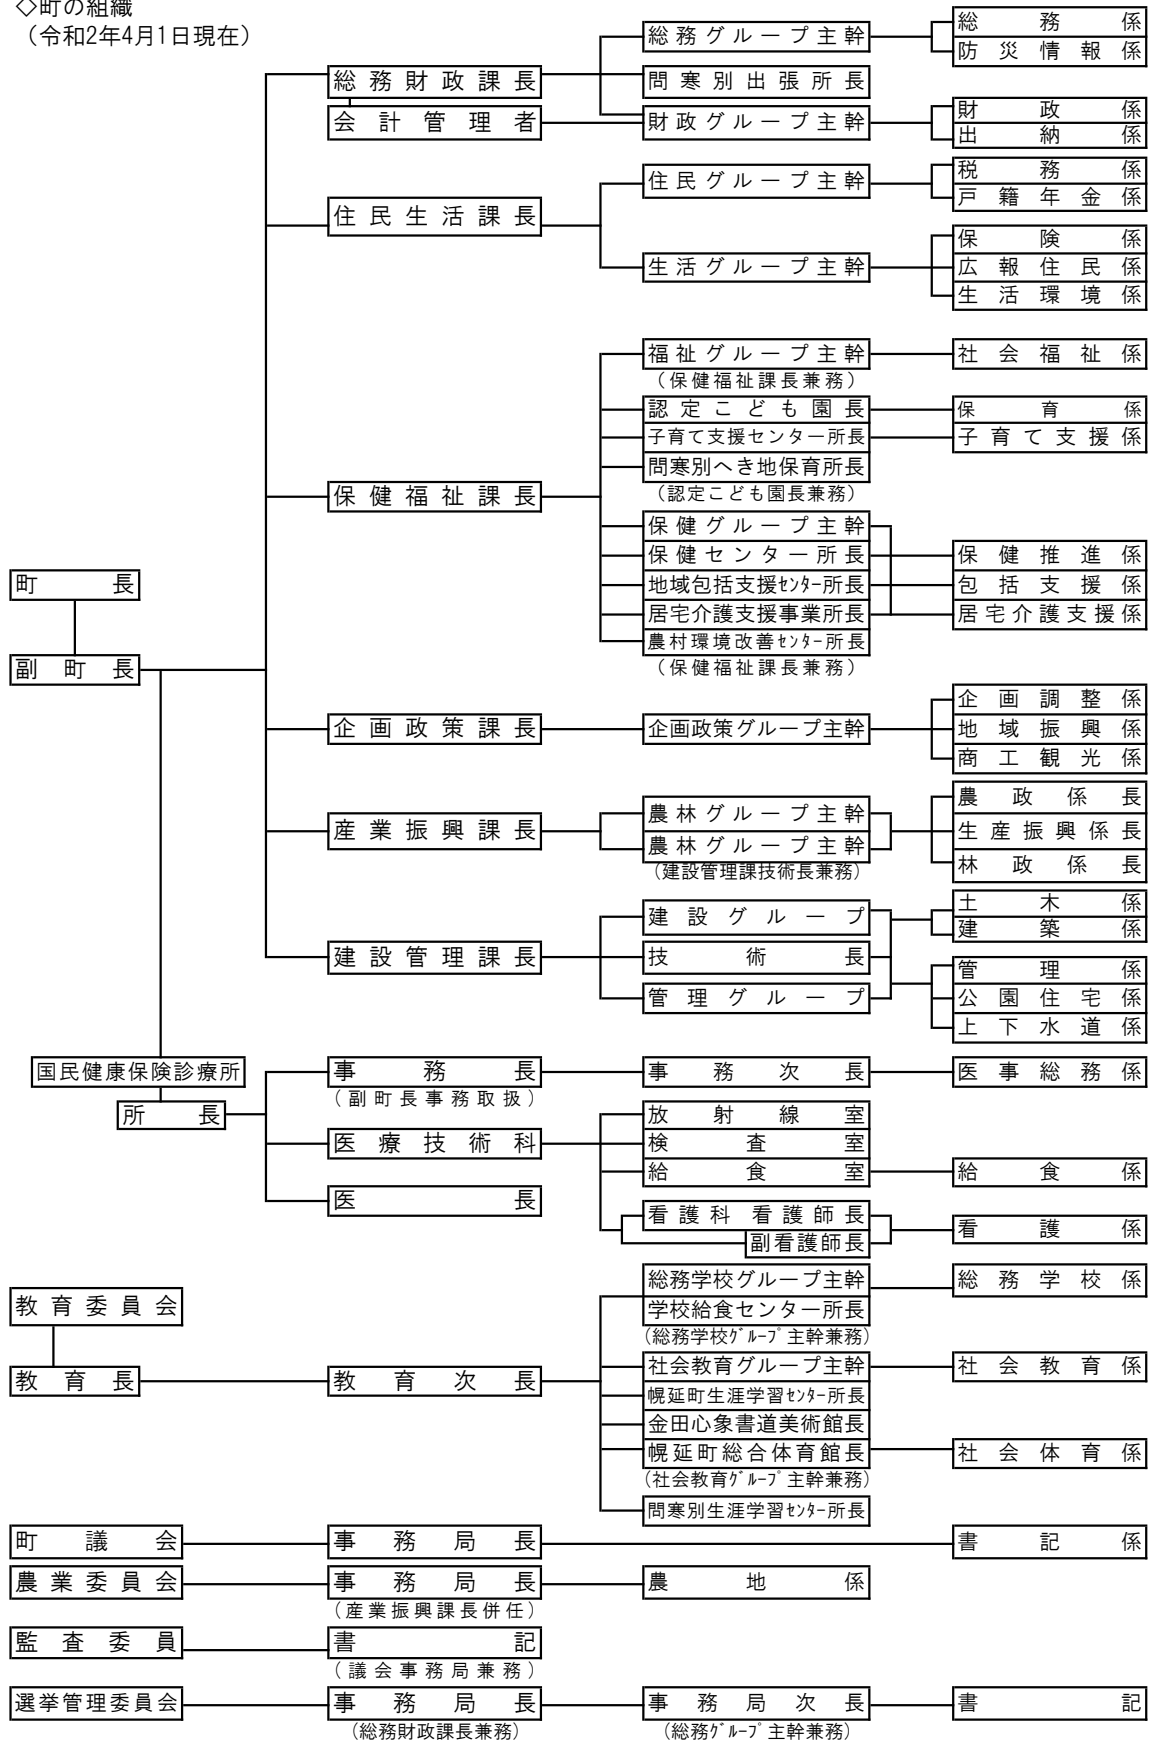 ◇町の組織
（令和2年4月1日現在）
総務グループ主幹
総務係
防災情報係
総務財政課長
問寒別出張所長
会計管理者
財政グループ主幹
財政係
出納係
住民生活課長
住民グループ主幹
税務係
戸籍年金係
生活グループ主幹
保険係
広報住民係
生活環境係
保健福祉課長
福祉グループ主幹
（保健福祉課長兼務）
社会福祉係
認定こども園長
保育係
子育て支援センター所長
子育て支援係
問寒別へき地保育所長
（認定こども園長兼務）
保健グループ主幹
保健センター所長
保健推進係
地域包括支援ｾﾝﾀｰ所長
包括支援係
居宅介護支援事業所長
居宅介護支援係
農村環境改善ｾﾝﾀｰ所長
（保健福祉課長兼務）
町長
副町長
企画政策課長
企画政策グループ主幹
企画調整係
地域振興係
商工観光係
産業振興課長
農林グループ主幹
農林グループ主幹
（建設管理課技術長兼務）
農政係長
生産振興係長
林政係長
建設管理課長
建設グループ
技術長
管理グループ
土木係
建築係
管理係
公園住宅係
上下水道係
国民健康保険診療所
所長
事務長
（副町長事務取扱）
事務次長
医事総務係
医療技術科
放射線室
検査室
給食室
給食係
医長
看護科 看護師長
副看護師長
看護係
教育委員会
教育長
教育次長
総務学校グループ主幹
総務学校係
学校給食センター所長
（総務学校ｸﾞﾙｰﾌﾟ主幹兼務）
社会教育グループ主幹
社会教育係
幌延町生涯学習ｾﾝﾀｰ所長
金田心象書道美術館長
幌延町総合体育館長
社会体育係
（社会教育ｸﾞﾙｰﾌﾟ主幹兼務）
問寒別生涯学習ｾﾝﾀｰ所長
町議会
事務局長
書記係
農業委員会
事務局長
農地係
（産業振興課長併任）
監査委員
書記
（議会事務局兼務）
選挙管理委員会
事務局長
事務局次長
書記
（総務財政課長兼務）
（総務ｸﾞﾙｰﾌﾟ主幹兼務）